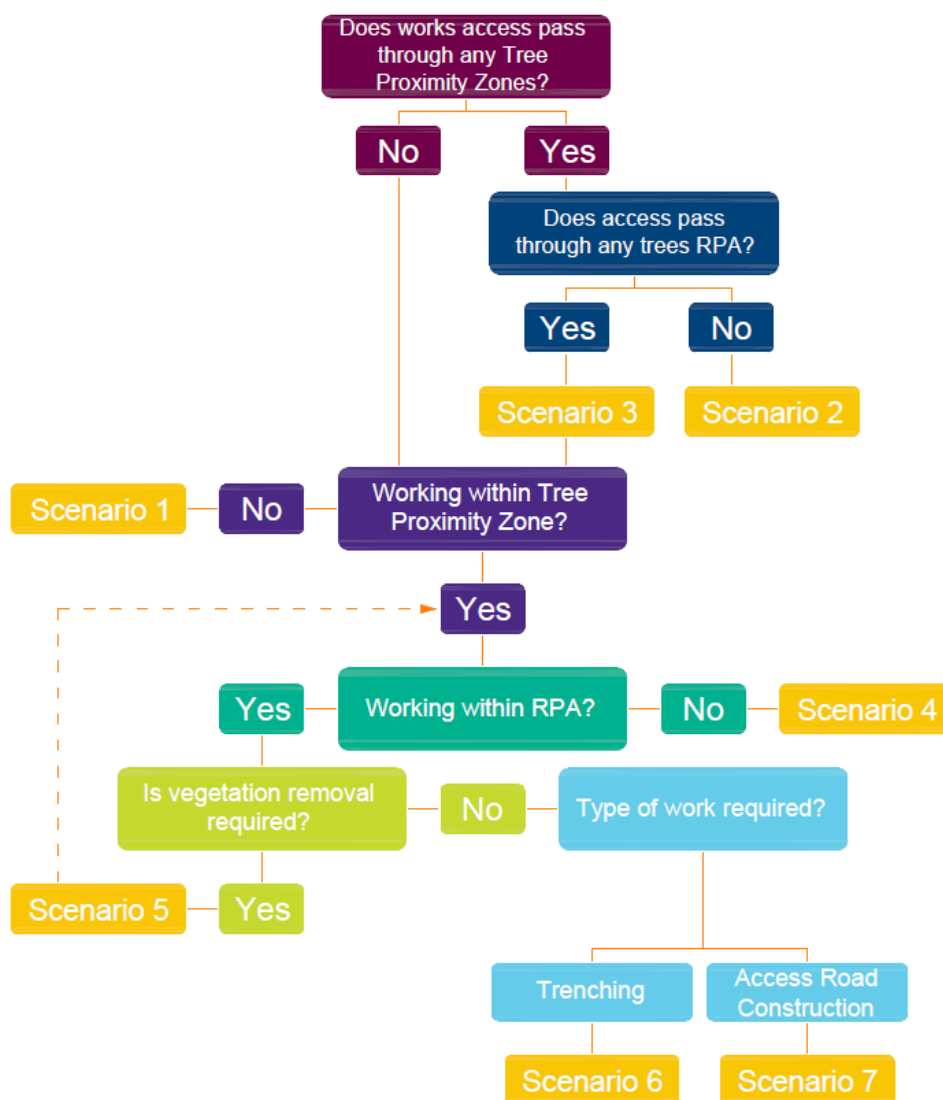 Does works access pass
through any Tree
Proximity Zones?
No
Yes
Does access pass
through any trees RPA?
Yes
No
Scenario 3
Scenario 2
Scenario 1
No
Working within Tree
Proximity Zone?
Yes
Yes
Working within RPA?
No
Scenario 4
Is vegetation removal
required?
No
Type of work required?
Scenario 5
Yes
Trenching
Access Road
Construction
Scenario 6
Scenario 7